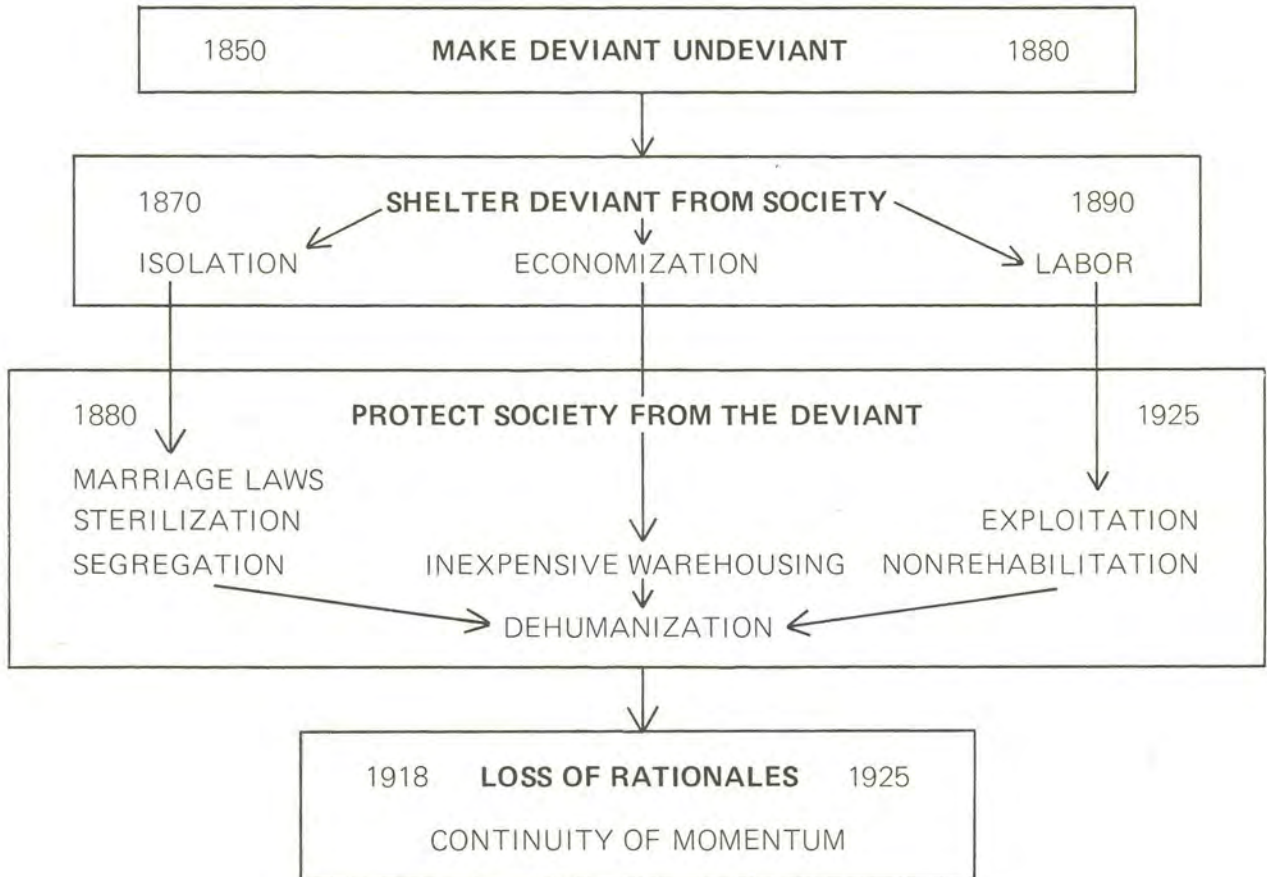 1850 MAKE DEVIANT UNDEVIANT 1880
1870 SHELTER DEVIANT FROM SOCIETY 1890
ISOLATION ECONOMIZATION LABOR
1880 PROTECT SOCIETY FROM THE DEVIANT 1925
MARRIAGE LAWS
STERILIZATION EXPLOITATION
SEGREGATION INEXPENSIVE WAREHOUSING NONREHABILITATION
DEHUMANIZATION
1918 LOSS OF RATIONALES 1925
CONTINUITY OF MOMENTUM